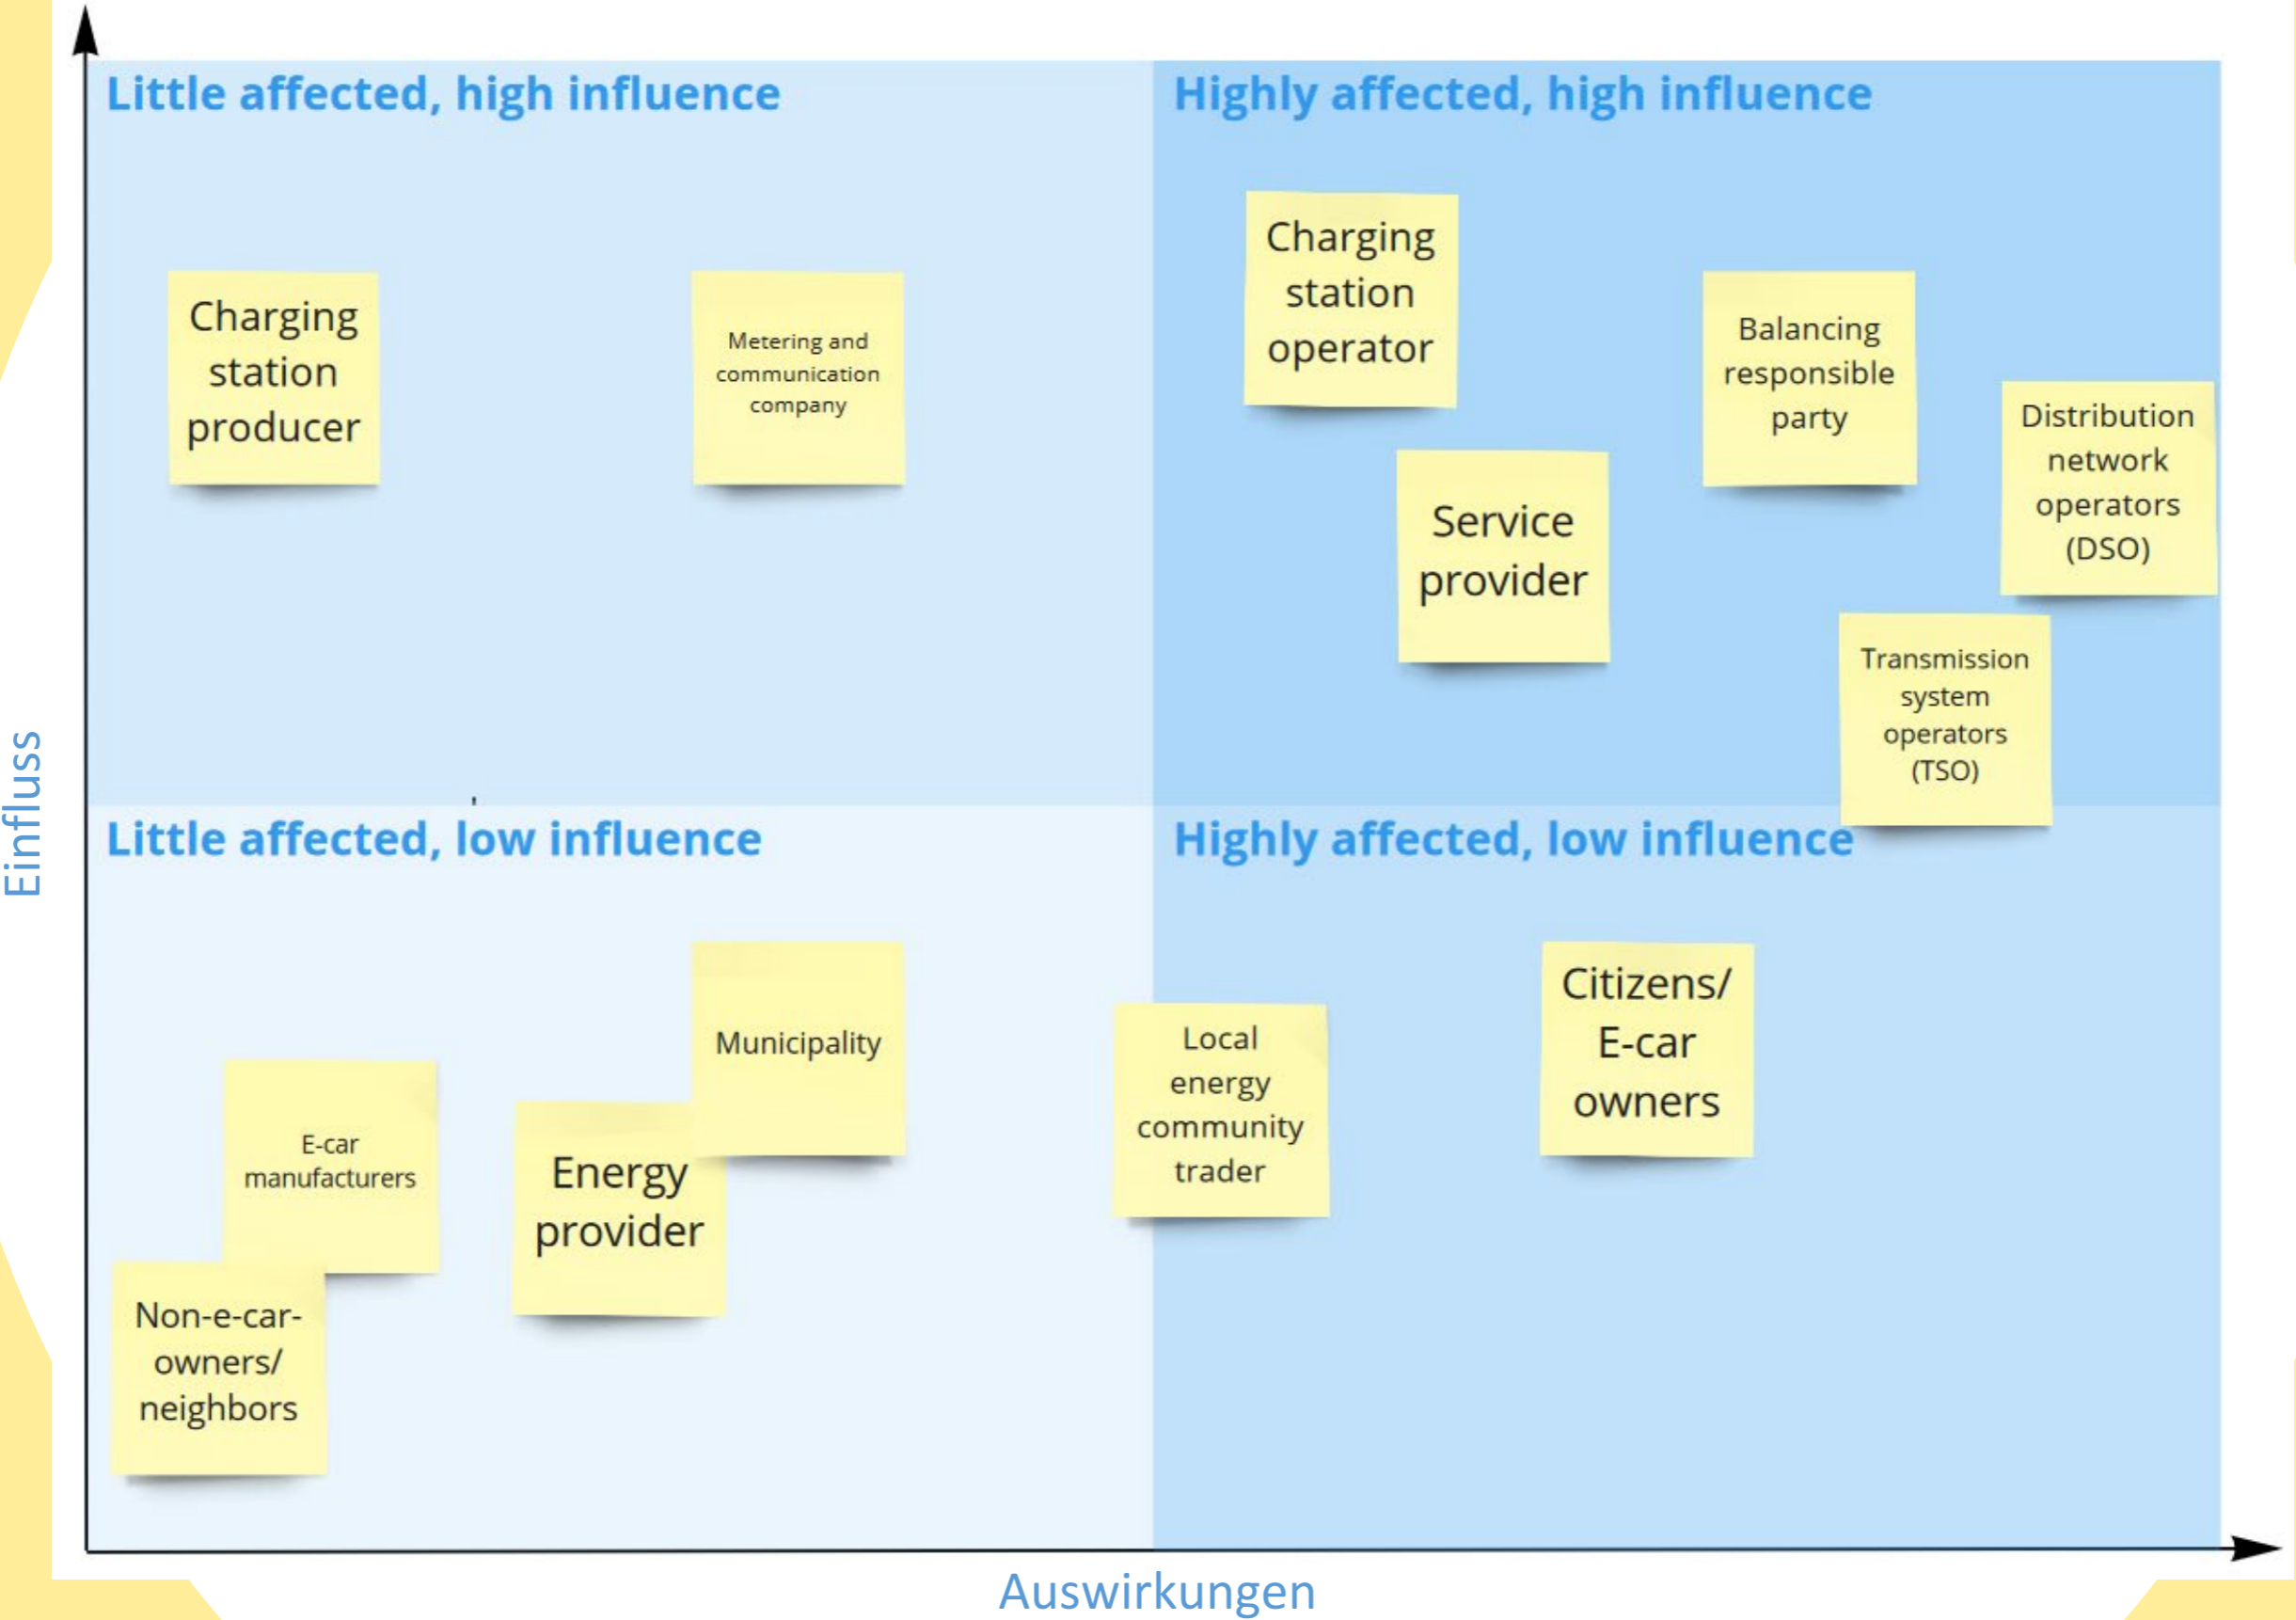 Little affected, high influence
Highly affected, high influence
Charging
station
producer
Metering and
communication
company
Charging
station
operator
Balancing
responsible
party
Distribution
network
operators
(DSO)
Service
provider
Transmission
system
operators
(TSO)
Einfluss
Little affected, low influence
Highly affected, low influence
Municipality
E-car
manufacturers
Energy
provider
Non-e-car-
owners/
neighbors
Local
energy
community
trader
Citizens/
E-car
owners
Auswirkungen